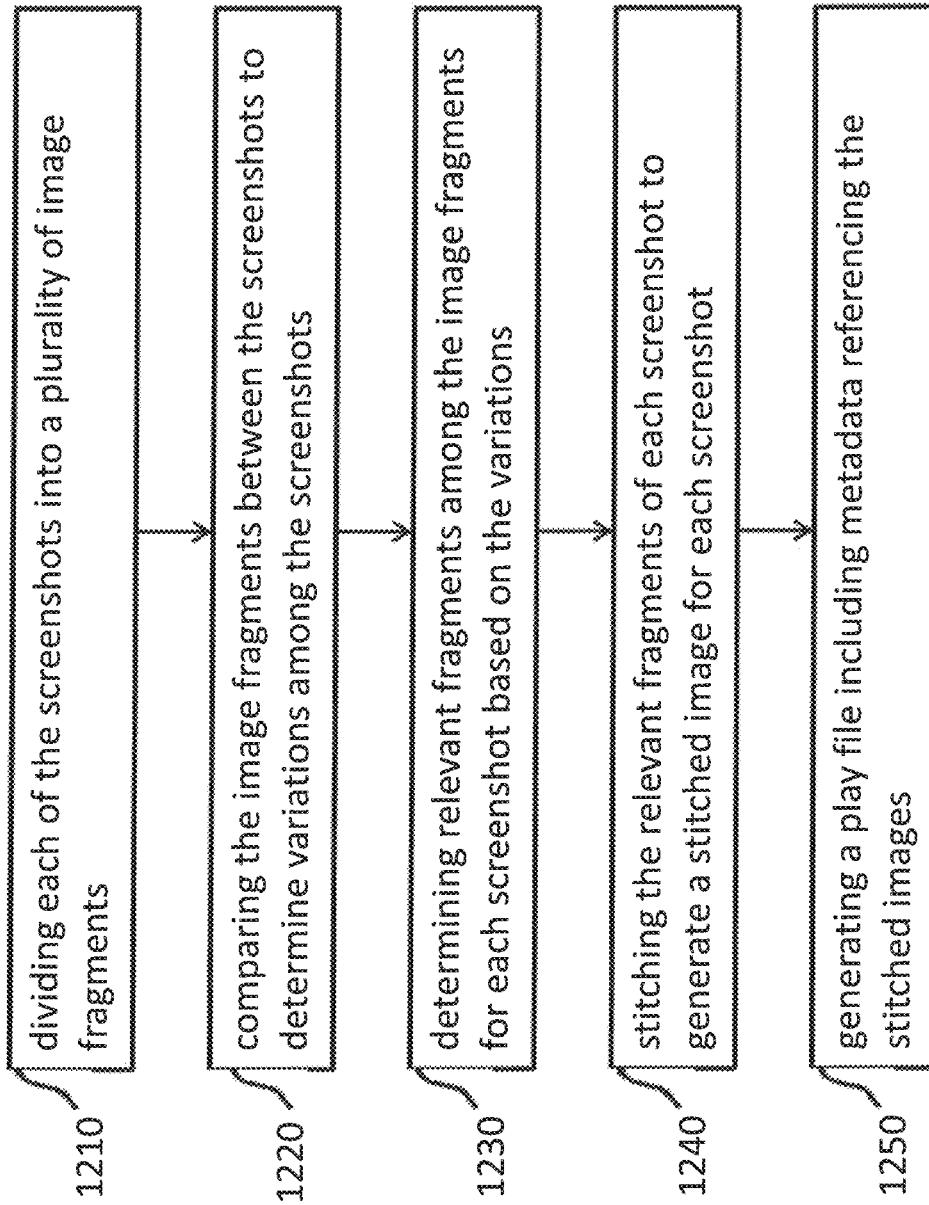 1210
dividing each of the screenshots into a plurality of image
fragments
1220
comparing the image fragments between the screenshots to
determine variations among the screenshots
1230
determining relevant fragments among the image fragments
for each screenshot based on the variations
1240
stitching the relevant fragments of each screenshot to
generate a stitched image for each screenshot
1250
generating a play file including metadata referencing the
stitched images